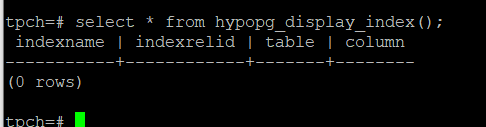 tpch=# select * from hypopg_display_index();
 indexname | indexrelid | table | column
-----------+------------+-------+--------
(0 rows)
tpch=#